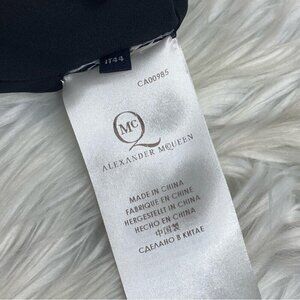 IT44
CA00985
McQ
ALEXANDER McQUEEN
MADE IN CHINA
FABRIQUE EN CHINE
HERGESTELLT IN CHINA
HECHO EN CHINA
中国製
СДЕЛАНО В КИТАЕ